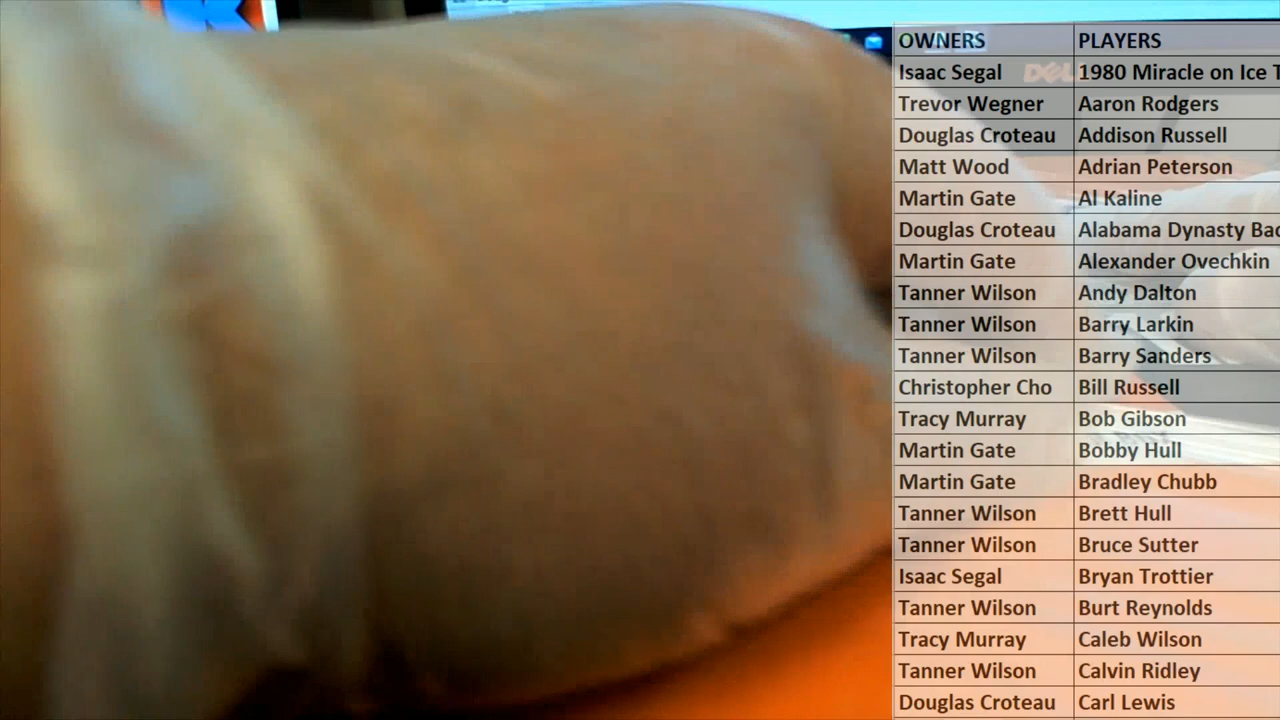 K
OWNERS PLAYERS
Isaac Segal 1980 Miracle on Ice T
Trevor Wegner Aaron Rodgers
Douglas Croteau Addison Russell
Matt Wood Adrian Peterson
Martin Gate Al Kaline
Douglas Croteau Alabama Dynasty Bac
Martin Gate Alexander Ovechkin
Tanner Wilson Andy Dalton
Tanner Wilson Barry Larkin
Tanner Wilson Barry Sanders
Christopher Cho Bill Russell
Tracy Murray Bob Gibson
Martin Gate Bobby Hull
Martin Gate Bradley Chubb
Tanner Wilson Brett Hull
Tanner Wilson Bruce Sutter
Isaac Segal Bryan Trottier
Tanner Wilson Burt Reynolds
Tracy Murray Caleb Wilson
Tanner Wilson Calvin Ridley
Douglas Croteau Carl Lewis